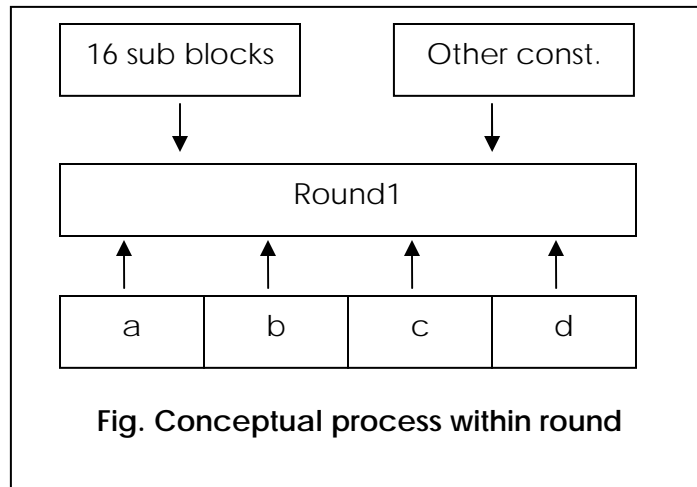 16 sub blocks
Other const.
Round1
a b c d
Fig. Conceptual process within round